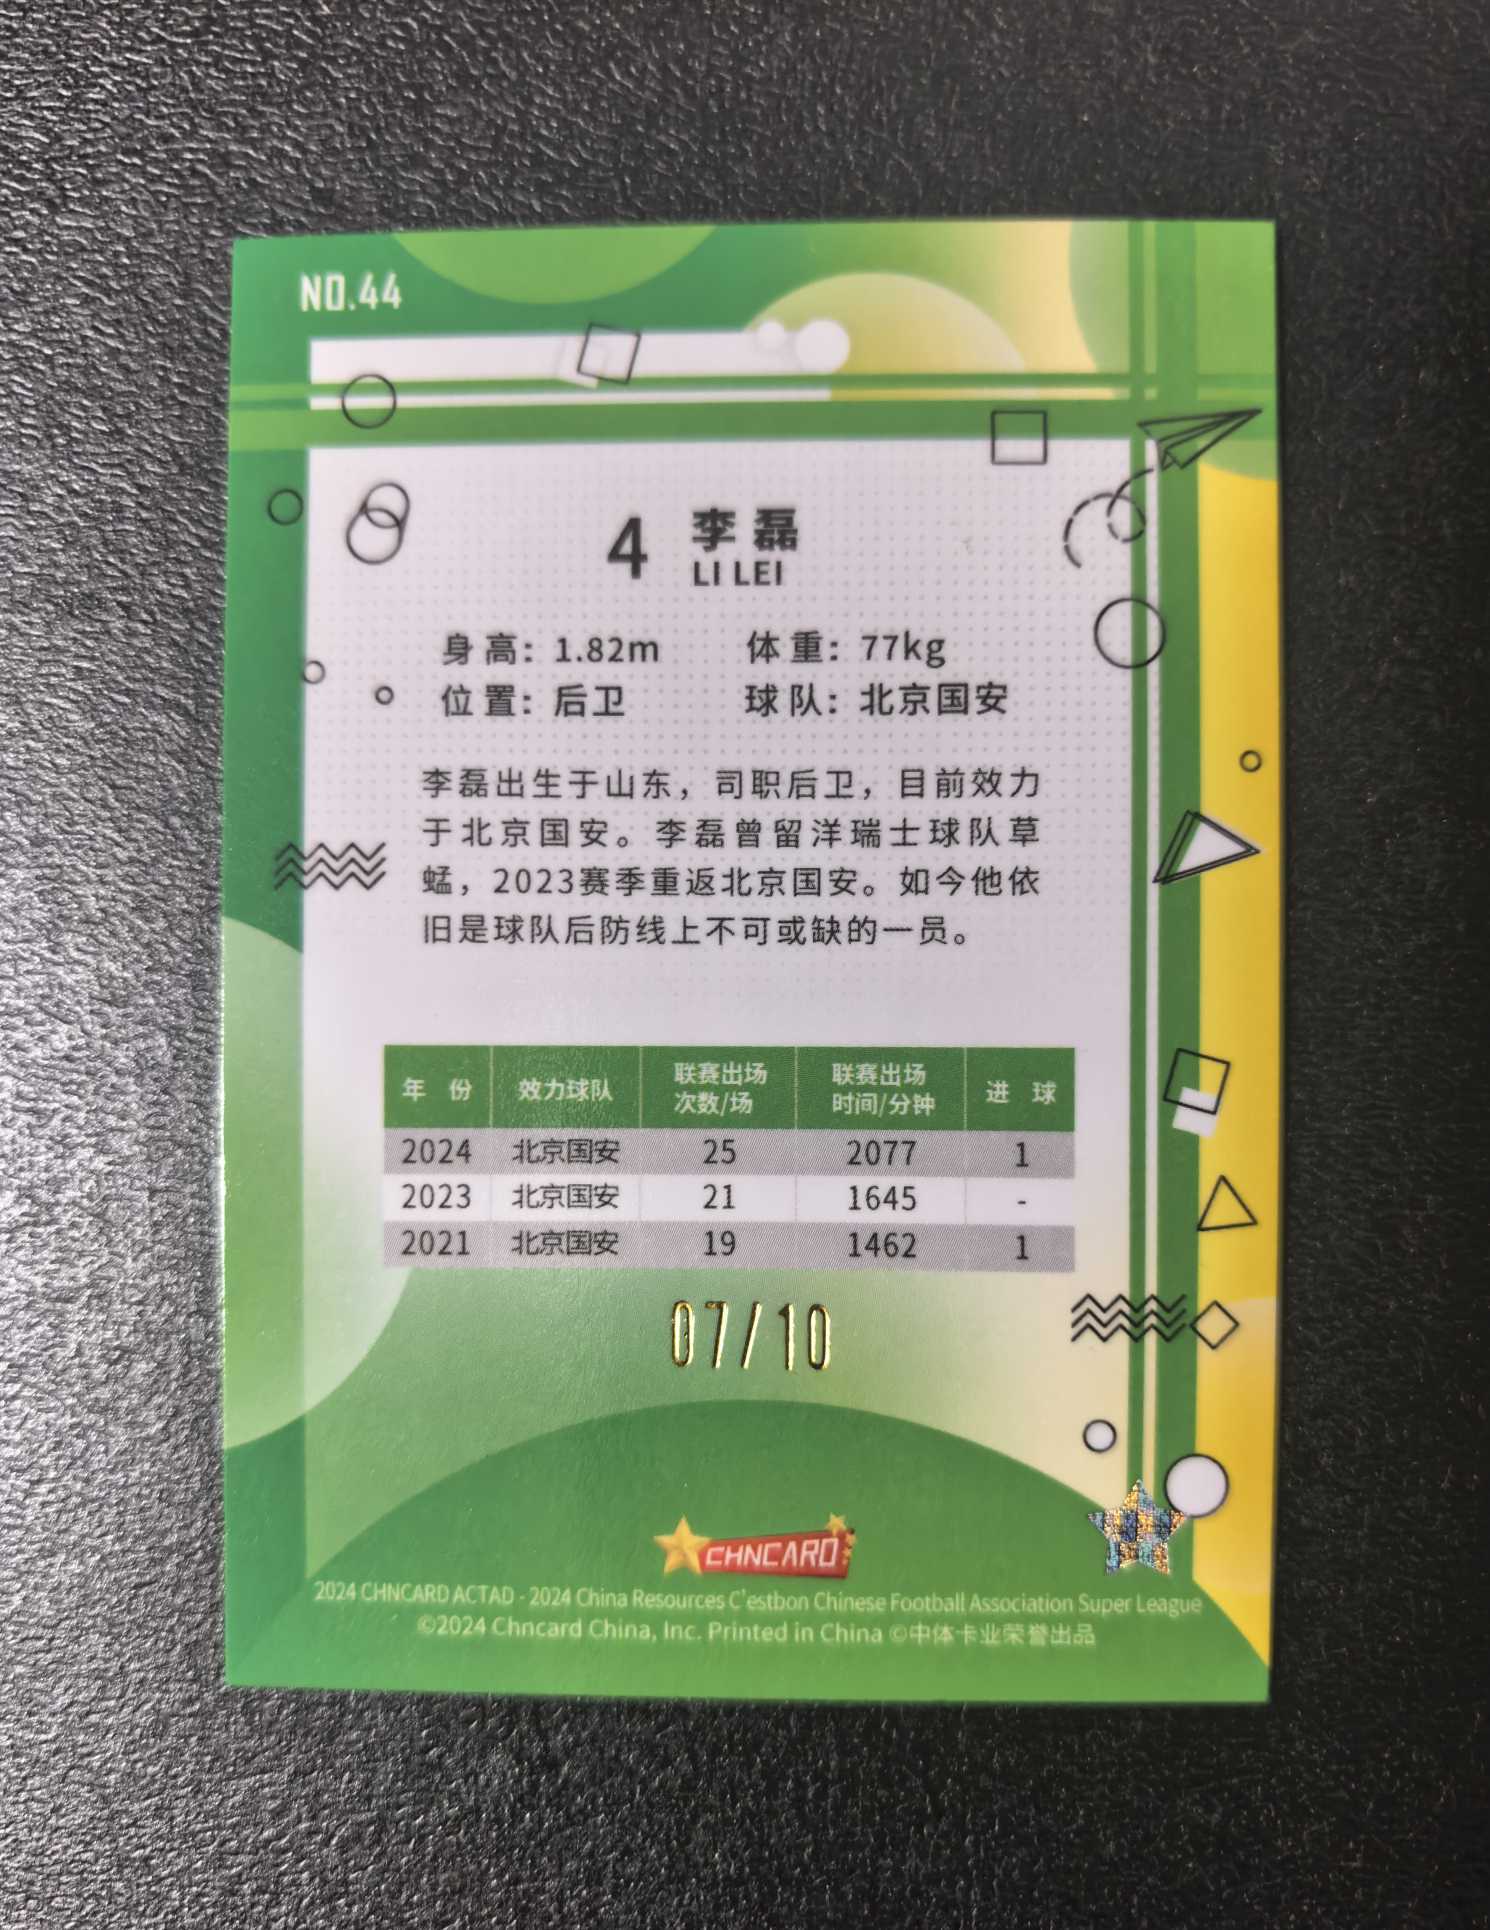 NO.44
4 李磊
LI LEI
身高：1.82m 体重：77kg
位置：后卫 球队：北京国安
李磊出生于山东，司职后卫，目前效力
于北京国安。李磊曾留洋瑞士球队草
蜢，2023赛季重返北京国安。如今他依
旧是球队后防线上不可或缺的一员。
年份 效力球队 联赛出场次数/场 联赛出场时间/分钟 进球
2024 北京国安 25 2077 1
2023 北京国安 21 1645 -
2021 北京国安 19 1462 1
07/10
CHNCARD
2024 CHNCARD ACTAD - 2024 China Resources C'estbon Chinese Football Association Super League
©2024 Chncard China, Inc. Printed in China ©中体卡业荣誉出品